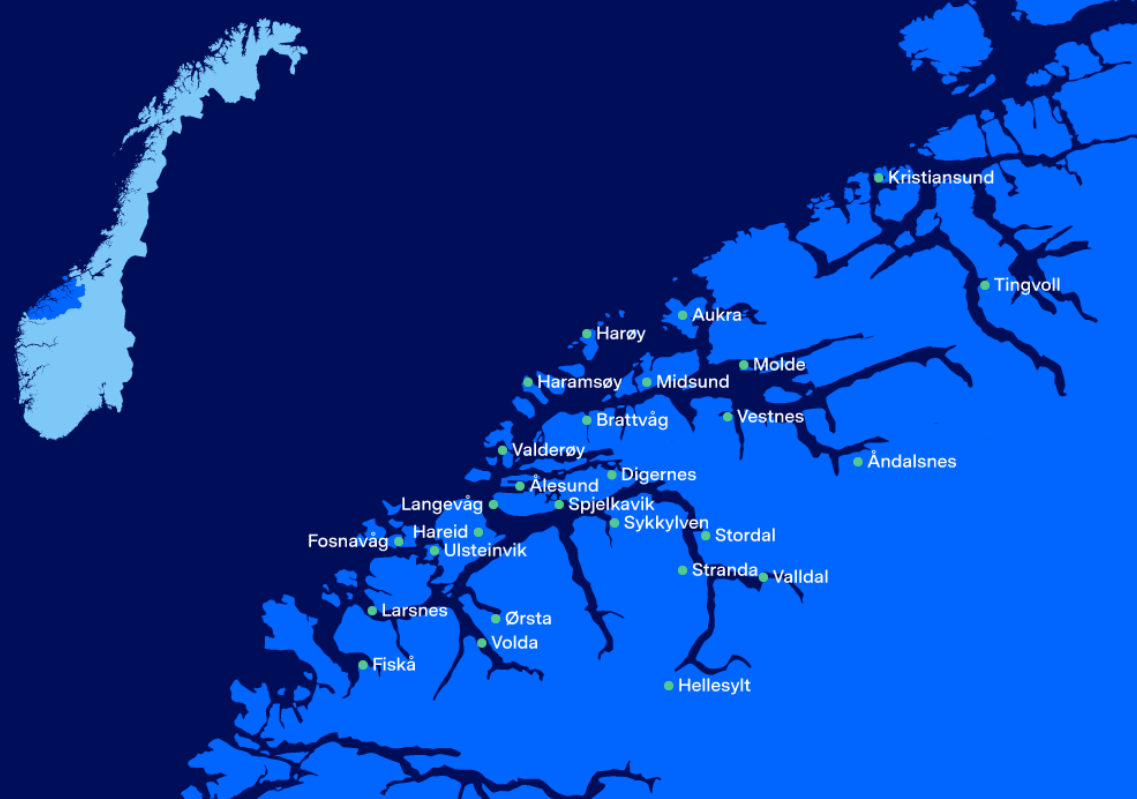 Kristiansund
Tingvoll
Aukra
Harøy
Molde
Haramsøy
Midsund
Brattvåg
Vestnes
Valderøy
Åndalsnes
Digernes
Ålesund
Langevåg
Spjelkavik
Sykkylven
Hareid
Stordal
Fosnavåg
Ulsteinvik
Stranda
Valldal
Larsnes
Ørsta
Volda
Fiskå
Hellesylt